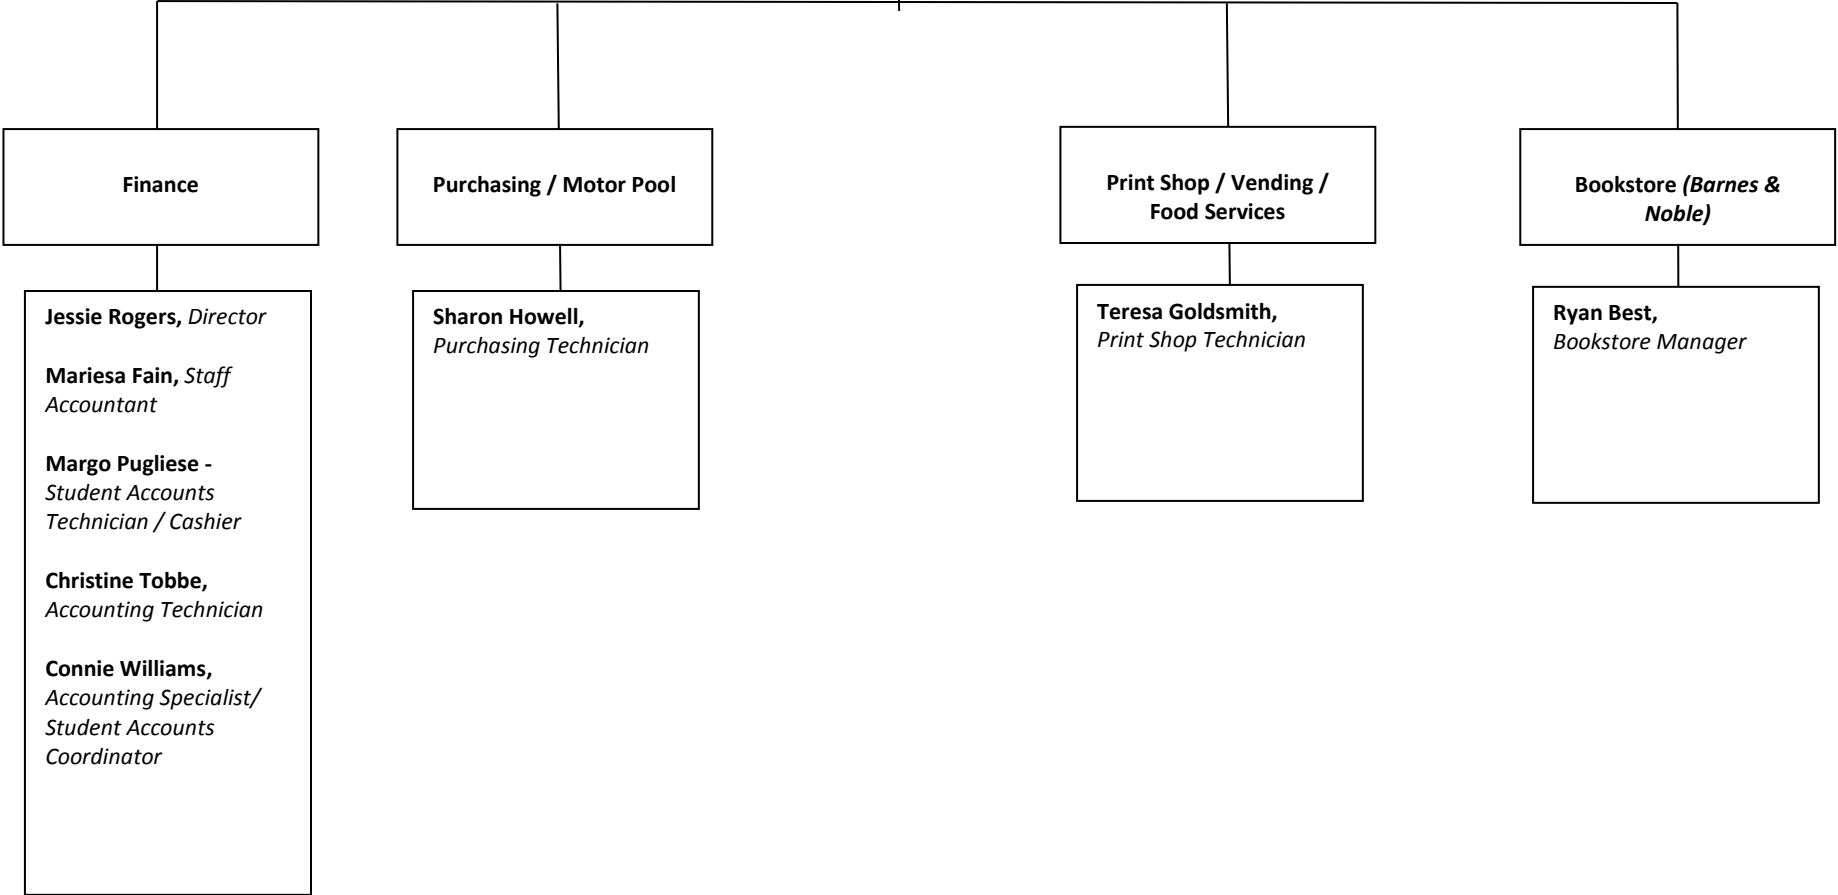 Finance
Purchasing / Motor Pool
Print Shop / Vending /
Food Services
Bookstore (Barnes &
Noble)
Jessie Rogers, Director
Mariesa Fain, Staff
Accountant
Margo Pugliese -
Student Accounts
Technician / Cashier
Christine Tobbe,
Accounting Technician
Connie Williams,
Accounting Specialist/
Student Accounts
Coordinator
Sharon Howell,
Purchasing Technician
Teresa Goldsmith,
Print Shop Technician
Ryan Best,
Bookstore Manager